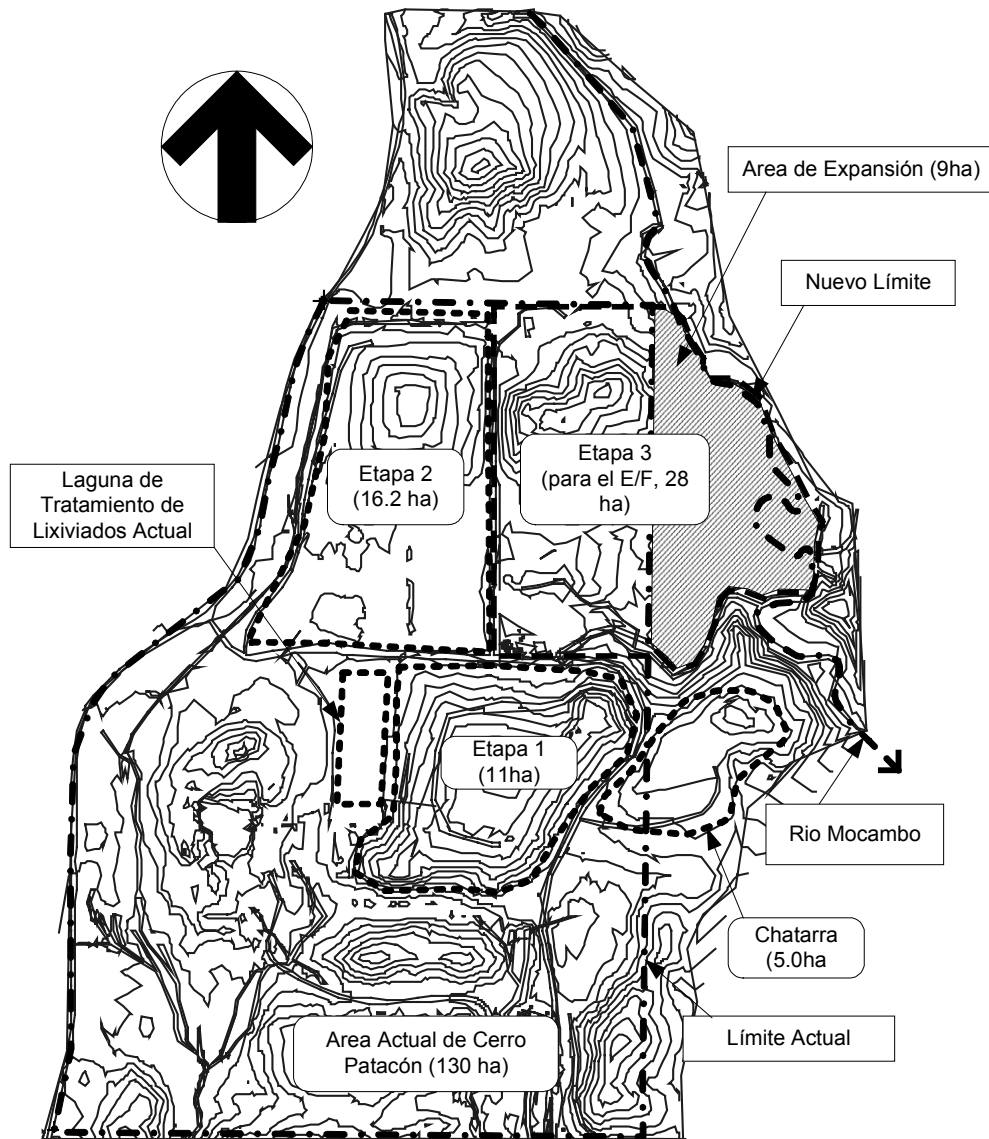 Area de Expansión (9ha)
Nuevo Límite
Etapa 2
(16.2 ha)
Etapa 3
(para el E/F, 28
ha)
Laguna de
Tratamiento de
Lixiviados Actual
Etapa 1
(11ha)
Rio Mocambo
Chatarra
(5.0ha
Area Actual de Cerro
Patacón (130 ha)
Límite Actual